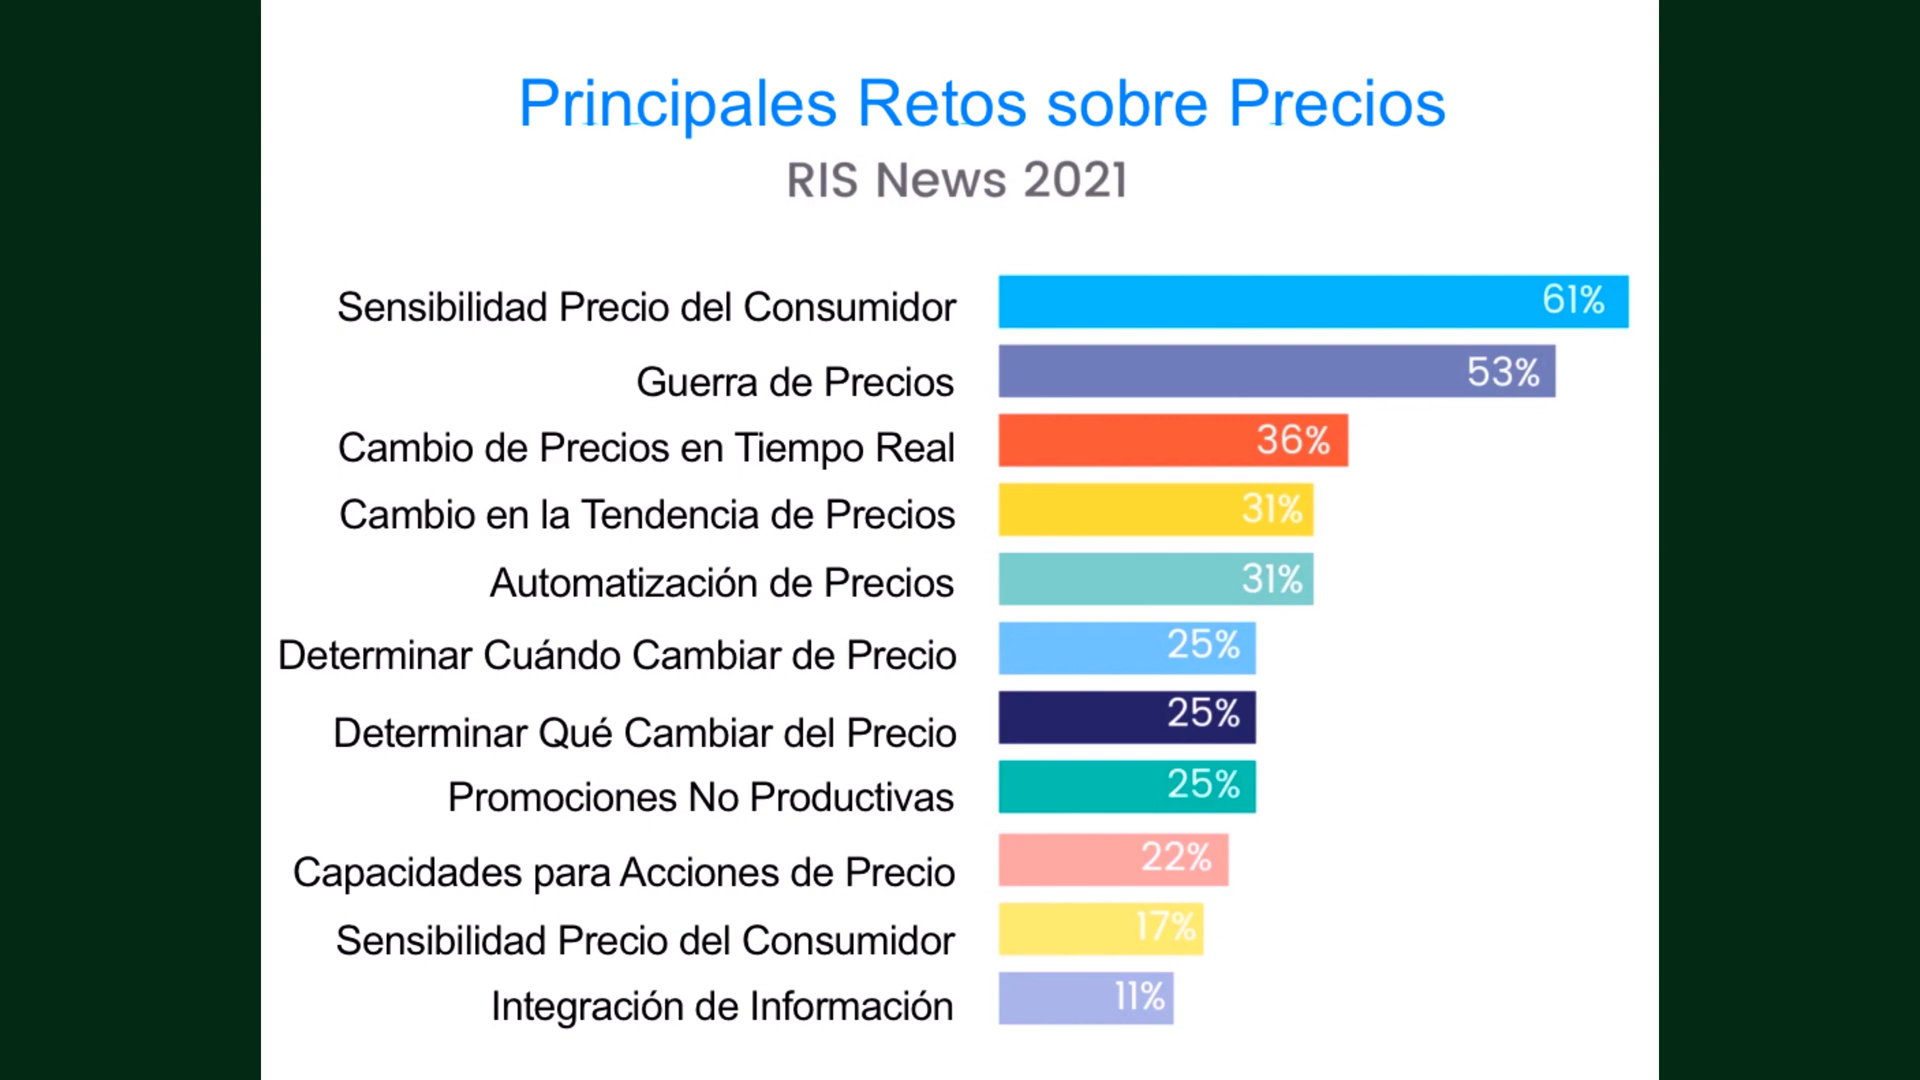 Principales Retos sobre Precios
RIS News 2021
Sensibilidad Precio del Consumidor 61%
Guerra de Precios 53%
Cambio de Precios en Tiempo Real 36%
Cambio en la Tendencia de Precios 31%
Automatización de Precios 31%
Determinar Cuándo Cambiar de Precio 25%
Determinar Qué Cambiar del Precio 25%
Promociones No Productivas 25%
Capacidades para Acciones de Precio 22%
Sensibilidad Precio del Consumidor 17%
Integración de Información 11%